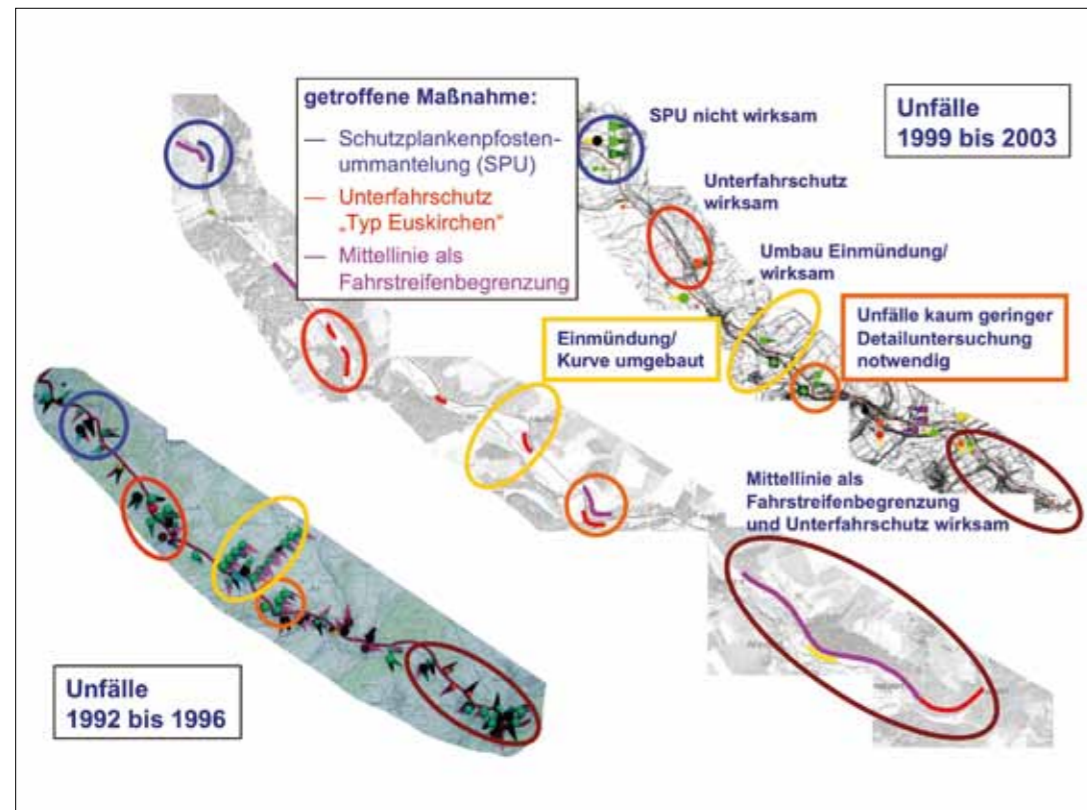 getroffene Maßnahme:
— Schutzplankenpfosten-
ummantelung (SPU)
— Unterfahrschutz
„Typ Euskirchen“
— Mittellinie als
Fahrstreifenbegrenzung
SPU nicht wirksam
Unfälle
1999 bis 2003
Unterfahrschutz
wirksam
Umbau Einmündung/
wirksam
Einmündung/
Kurve umgebaut
Unfälle kaum geringer
Detailuntersuchung
notwendig
Mittellinie als
Fahrstreifenbegrenzung
und Unterfahrschutz wirksam
Unfälle
1992 bis 1996